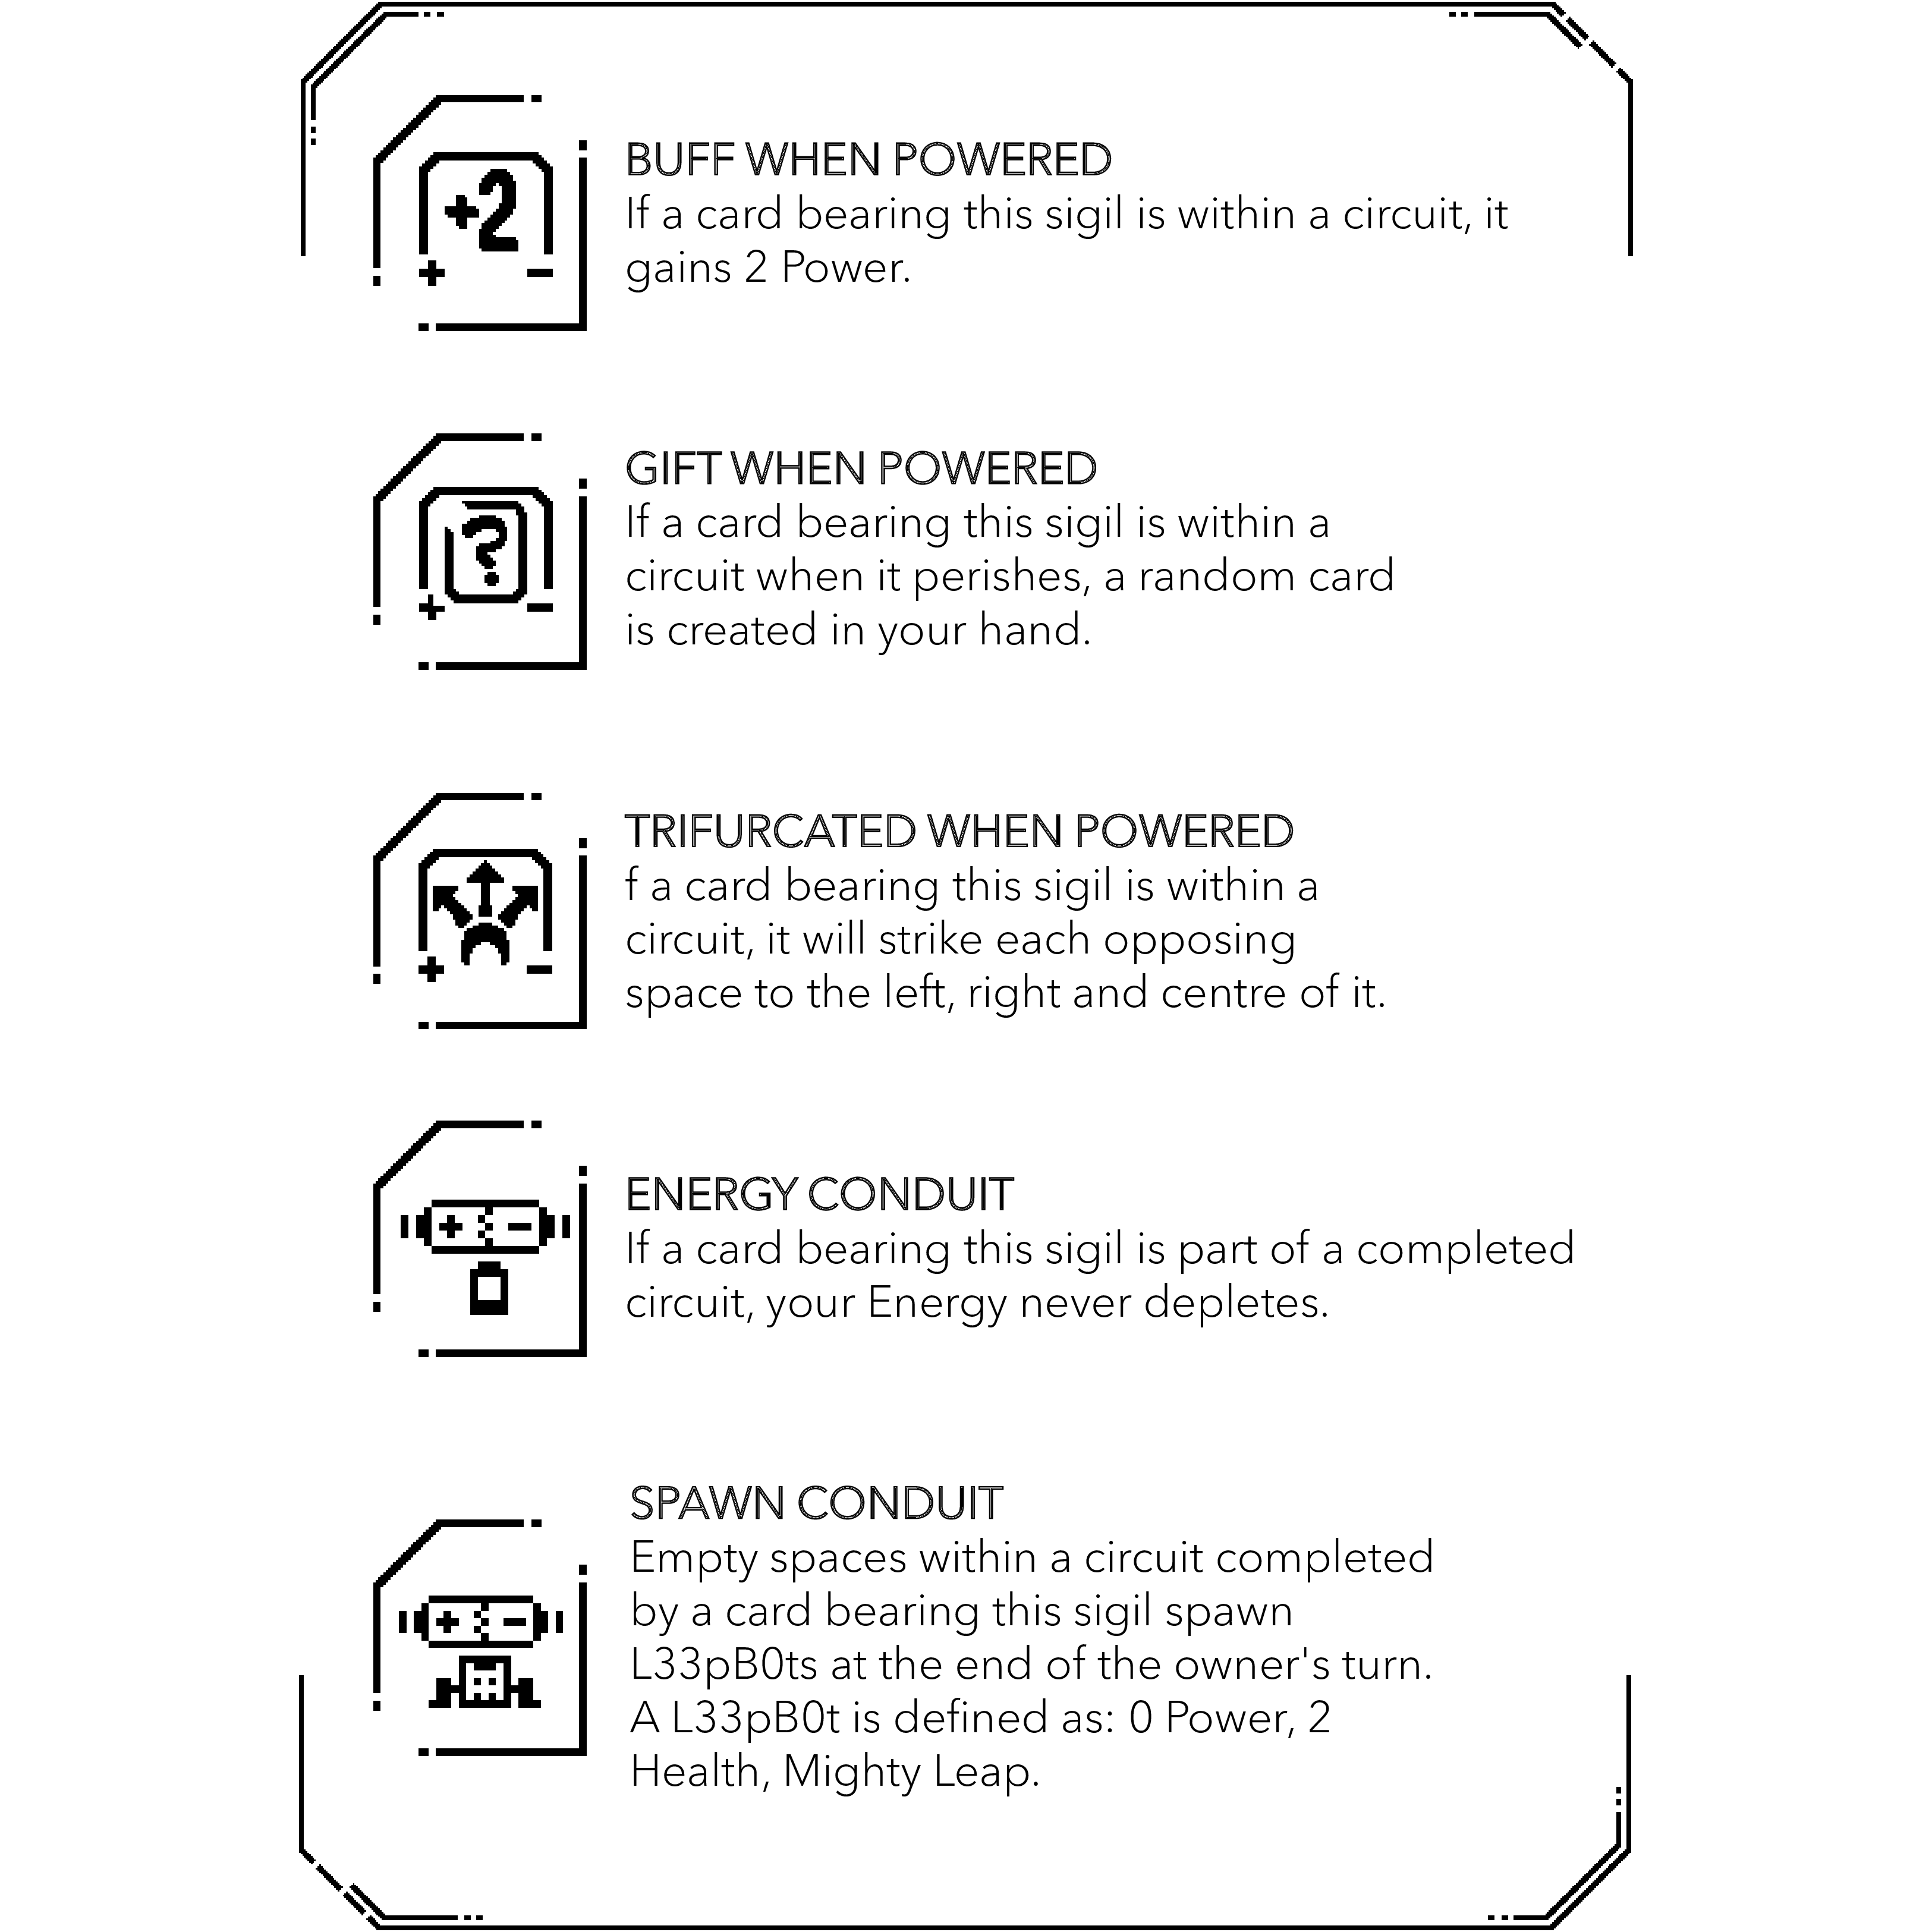 +2
+ -
BUFF WHEN POWERED
If a card bearing this sigil is within a circuit, it
gains 2 Power.
?
+ -
GIFT WHEN POWERED
If a card bearing this sigil is within a
circuit when it perishes, a random card
is created in your hand.
+ -
TRIFURCATED WHEN POWERED
f a card bearing this sigil is within a
circuit, it will strike each opposing
space to the left, right and centre of it.
+ -
ENERGY CONDUIT
If a card bearing this sigil is part of a completed
circuit, your Energy never depletes.
+ -
SPAWN CONDUIT
Empty spaces within a circuit completed
by a card bearing this sigil spawn
L33pB0ts at the end of the owner's turn.
A L33pB0t is defined as: 0 Power, 2
Health, Mighty Leap.